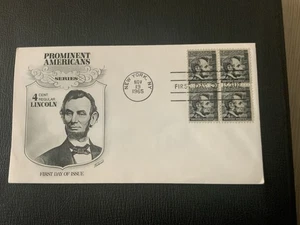 PROMINENT
AMERICANS
SERIES
4 CENT
REGULAR
LINCOLN
FIRST DAY OF ISSUE
NEW YORK, NY
NOV
19
1965
FIRST DAY OF ISSUE